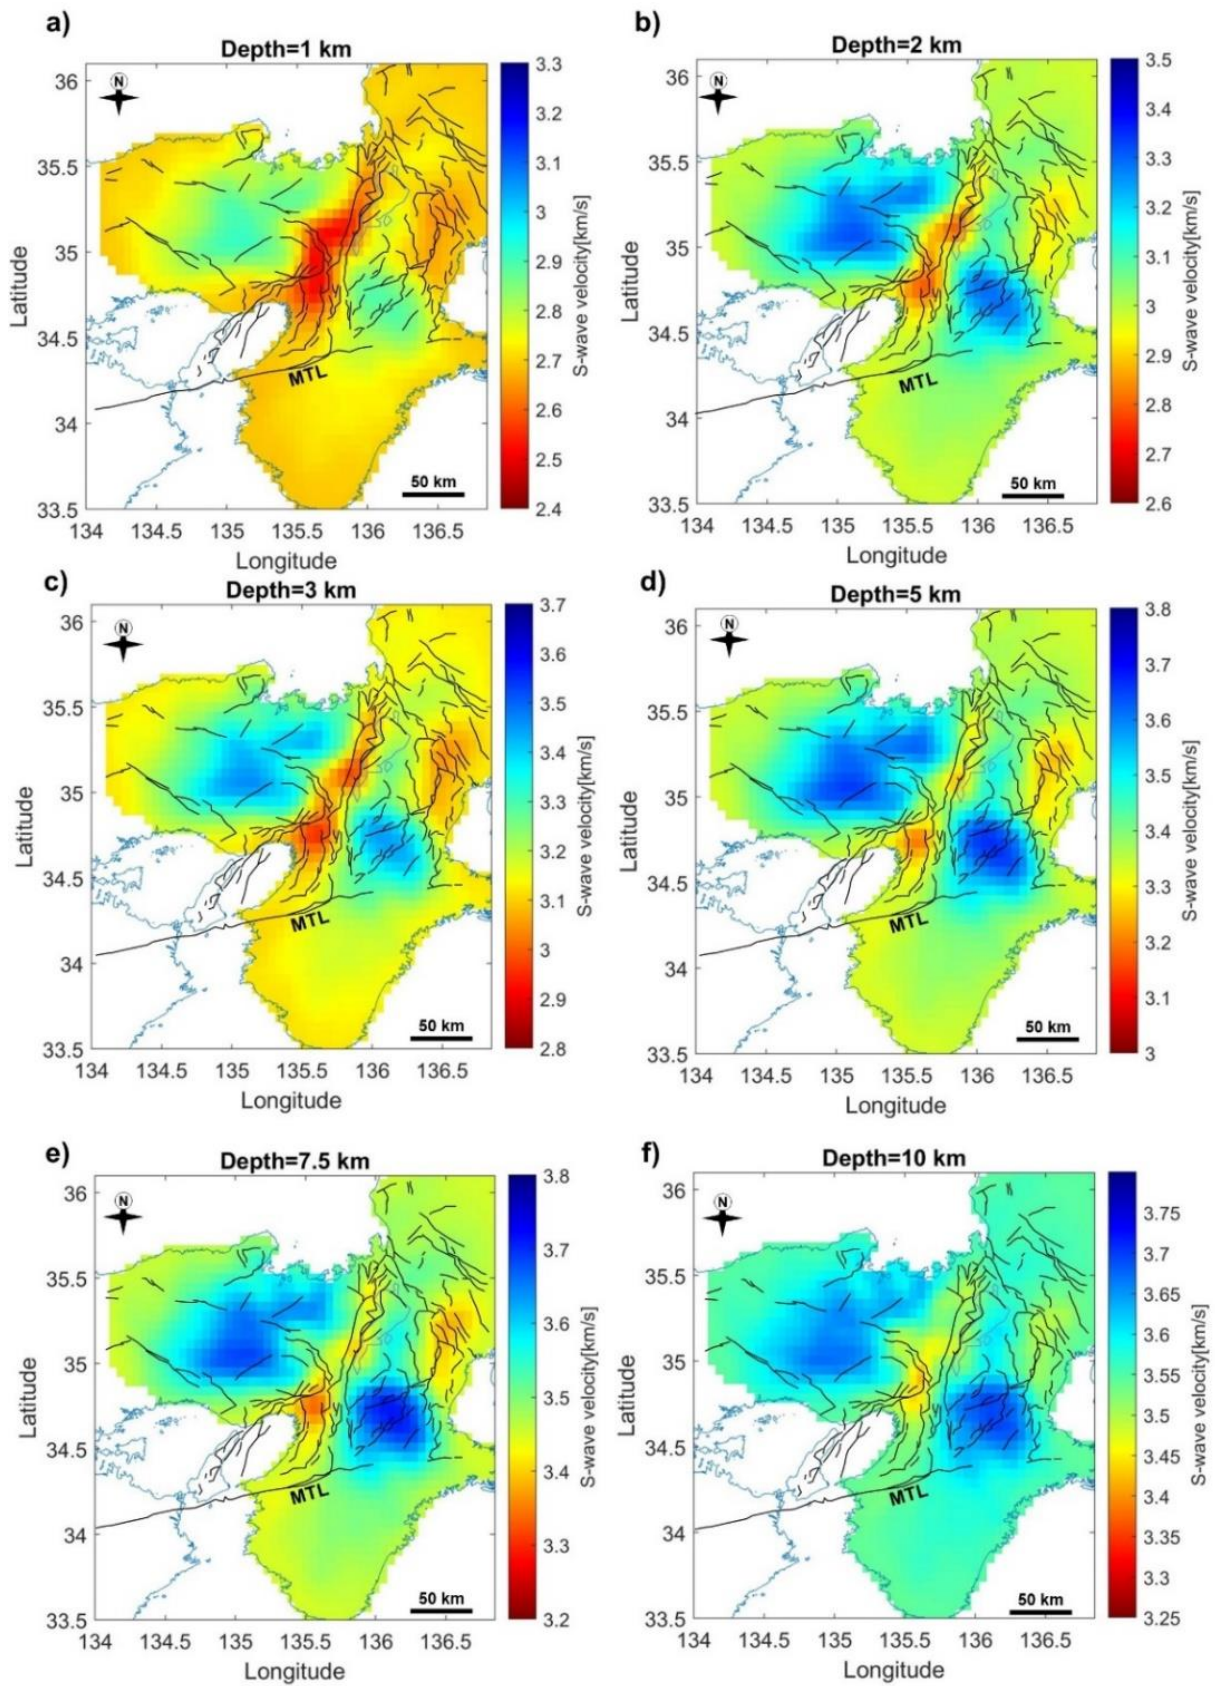 a)
Depth=1 km
N
36
35.5
35
34.5
34
33.5
Latitude
134 134.5 135 135.5 136 136.5
Longitude
MTL
50 km
3.3
3.2
3.1
3
2.9
2.8
2.7
2.6
2.5
2.4
S-wave velocity[km/s]
b)
Depth=2 km
N
36
35.5
35
34.5
34
33.5
Latitude
134 134.5 135 135.5 136 136.5
Longitude
MTL
50 km
3.5
3.4
3.3
3.2
3.1
3
2.9
2.8
2.7
2.6
S-wave velocity[km/s]
c)
Depth=3 km
N
36
35.5
35
34.5
34
33.5
Latitude
134 134.5 135 135.5 136 136.5
Longitude
MTL
50 km
3.7
3.6
3.5
3.4
3.3
3.2
3.1
3
2.9
2.8
S-wave velocity[km/s]
d)
Depth=5 km
N
36
35.5
35
34.5
34
33.5
Latitude
134 134.5 135 135.5 136 136.5
Longitude
MTL
50 km
3.8
3.7
3.6
3.5
3.4
3.3
3.2
3.1
3
S-wave velocity[km/s]
e)
Depth=7.5 km
N
36
35.5
35
34.5
34
33.5
Latitude
134 134.5 135 135.5 136 136.5
Longitude
MTL
50 km
3.8
3.7
3.6
3.5
3.4
3.3
3.2
S-wave velocity[km/s]
f)
Depth=10 km
N
36
35.5
35
34.5
34
33.5
Latitude
134 134.5 135 135.5 136 136.5
Longitude
MTL
50 km
3.75
3.7
3.65
3.6
3.55
3.5
3.45
3.4
3.35
3.3
3.25
S-wave velocity[km/s]